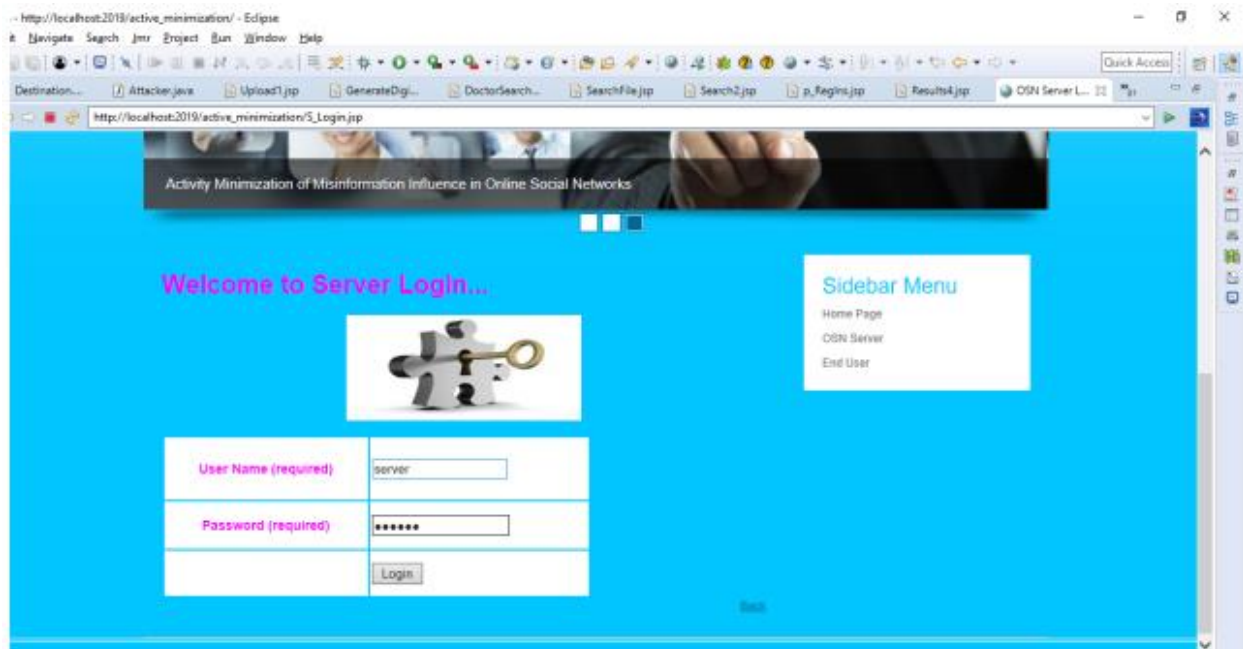 - http://localhost:2019/active_minimization/ - Eclipse
t Navigate Search Jmr Project Run Window Help
Quick Access
Destination... Attacker.java Upload1.jsp GenerateDigi... DoctorSearch... SearchFile.jsp Search2.jsp p_RegIns.jsp Results4.jsp OSN Server L...
http://localhost:2019/active_minimization/S_Login.jsp
Activity Minimization of Misinformation Influence in Online Social Networks
Welcome to Server Login...
Sidebar Menu
Home Page
OSN Server
End User
User Name (required) server
Password (required) ••••••
Login
Back